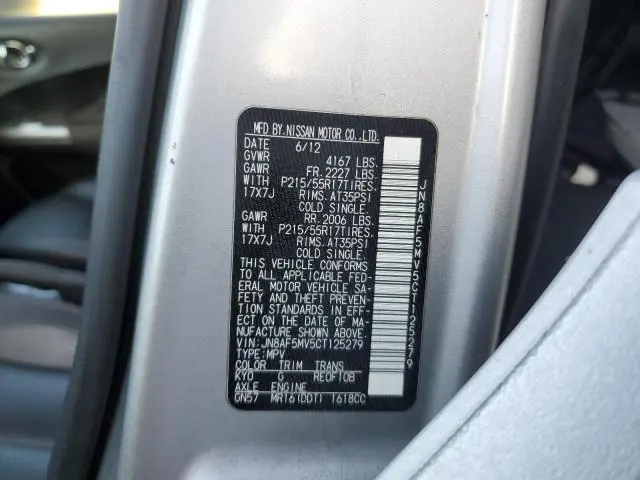 MFD BY.NISSAN MOTOR CO.,LTD.
DATE 6/12
GVWR 4167 LBS.
GAWR FR. 2227 LBS.
WITH P215/55R17TIRES.
17X7J RIMS. AT35PSI
COLD SINGLE.
GAWR RR. 2006 LBS.
WITH P215/55R17TIRES.
17X7J RIMS. AT35PSI
COLD SINGLE.
THIS VEHICLE CONFORMS
TO ALL APPLICABLE FED-
ERAL MOTOR VEHICLE SA-
FETY AND THEFT PREVEN-
TION STANDARDS IN EFF-
ECT ON THE DATE OF MA-
NUFACTURE SHOWN ABOVE.
VIN: JN8AF5MV5CT125279
TYPE: MPV
COLOR TRIM TRANS
KY0 G RE0F10B
AXLE ENGINE
GN57 MR16(DDT) 1618CC
JN8AF5MV5CT125279